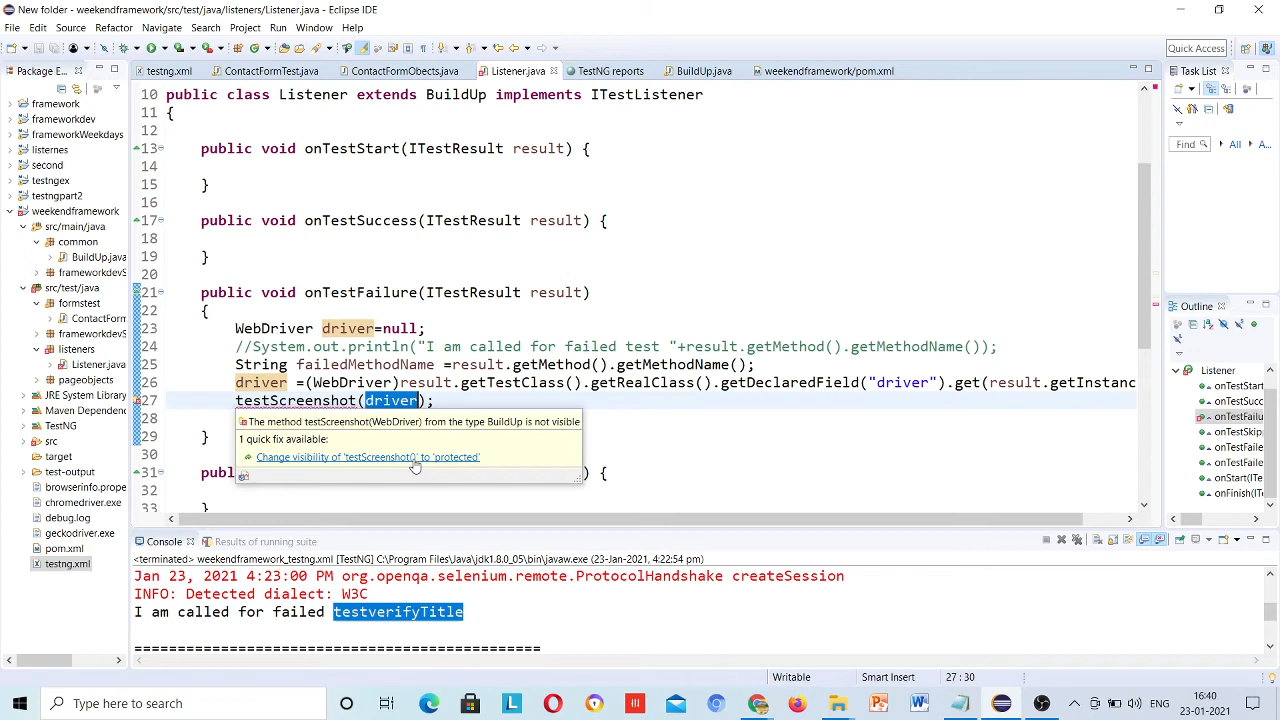 New folder - weekendframework/src/test/java/listeners/Listener.java - Eclipse IDE
File Edit Source Refactor Navigate Search Project Run Window Help
Quick Access
Package E...
testng.xml
ContactFormTest.java
ContactFormObects.java
Listener.java
TestNG reports
BuildUp.java
weekendframework/pom.xml
Task List
framework
frameworkdev
frameworkWeekdays
listernes
second
testngex
testngpart2
weekendframework
src/main/java
common
BuildUp.java
frameworkdevS
src/test/java
formstest
ContactForm
frameworkdevS
listeners
Listener.java
pageobjects
JRE System Library
Maven Dependenc
TestNG
src
target
test-output
browserinfo.prope
chromedriver.exe
debug.log
geckodriver.exe
pom.xml
testng.xml
10 public class Listener extends BuildUp implements ITestListener
11 {
12
13 public void onTestStart(ITestResult result) {
14
15 }
16
17 public void onTestSuccess(ITestResult result) {
18
19 }
20
21 public void onTestFailure(ITestResult result)
22 {
23 WebDriver driver=null;
24 //System.out.println("I am called for failed test "+result.getMethod().getMethodName());
25 String failedMethodName =result.getMethod().getMethodName();
26 driver =(WebDriver)result.getTestClass().getRealClass().getDeclaredField("driver").get(result.getInstanc
27 testScreenshot(driver);
28
29 }
30
31 pub
) {
32
33 }
The method testScreenshot(WebDriver) from the type BuildUp is not visible
1 quick fix available:
Change visibility of 'testScreenshot()' to 'protected'
Find
All
A...
Outline
Listener
onTestStart
onTestSucc
onTestFailu
onTestSkip
onTestFail
onTestFail
onStart(IT
onFinish(IT
Console
Results of running suite
<terminated> weekendframework_testng.xml [TestNG] C:\Program Files\Java\jdk1.8.0_05\bin\javaw.exe (23-Jan-2021, 4:22:54 pm)
Jan 23, 2021 4:23:00 PM org.openqa.selenium.remote.ProtocolHandshake createSession
INFO: Detected dialect: W3C
I am called for failed testverifyTitle
===============================================
Writable
Smart Insert
27 : 30
Type here to search
ENG
16:40
23-01-2021